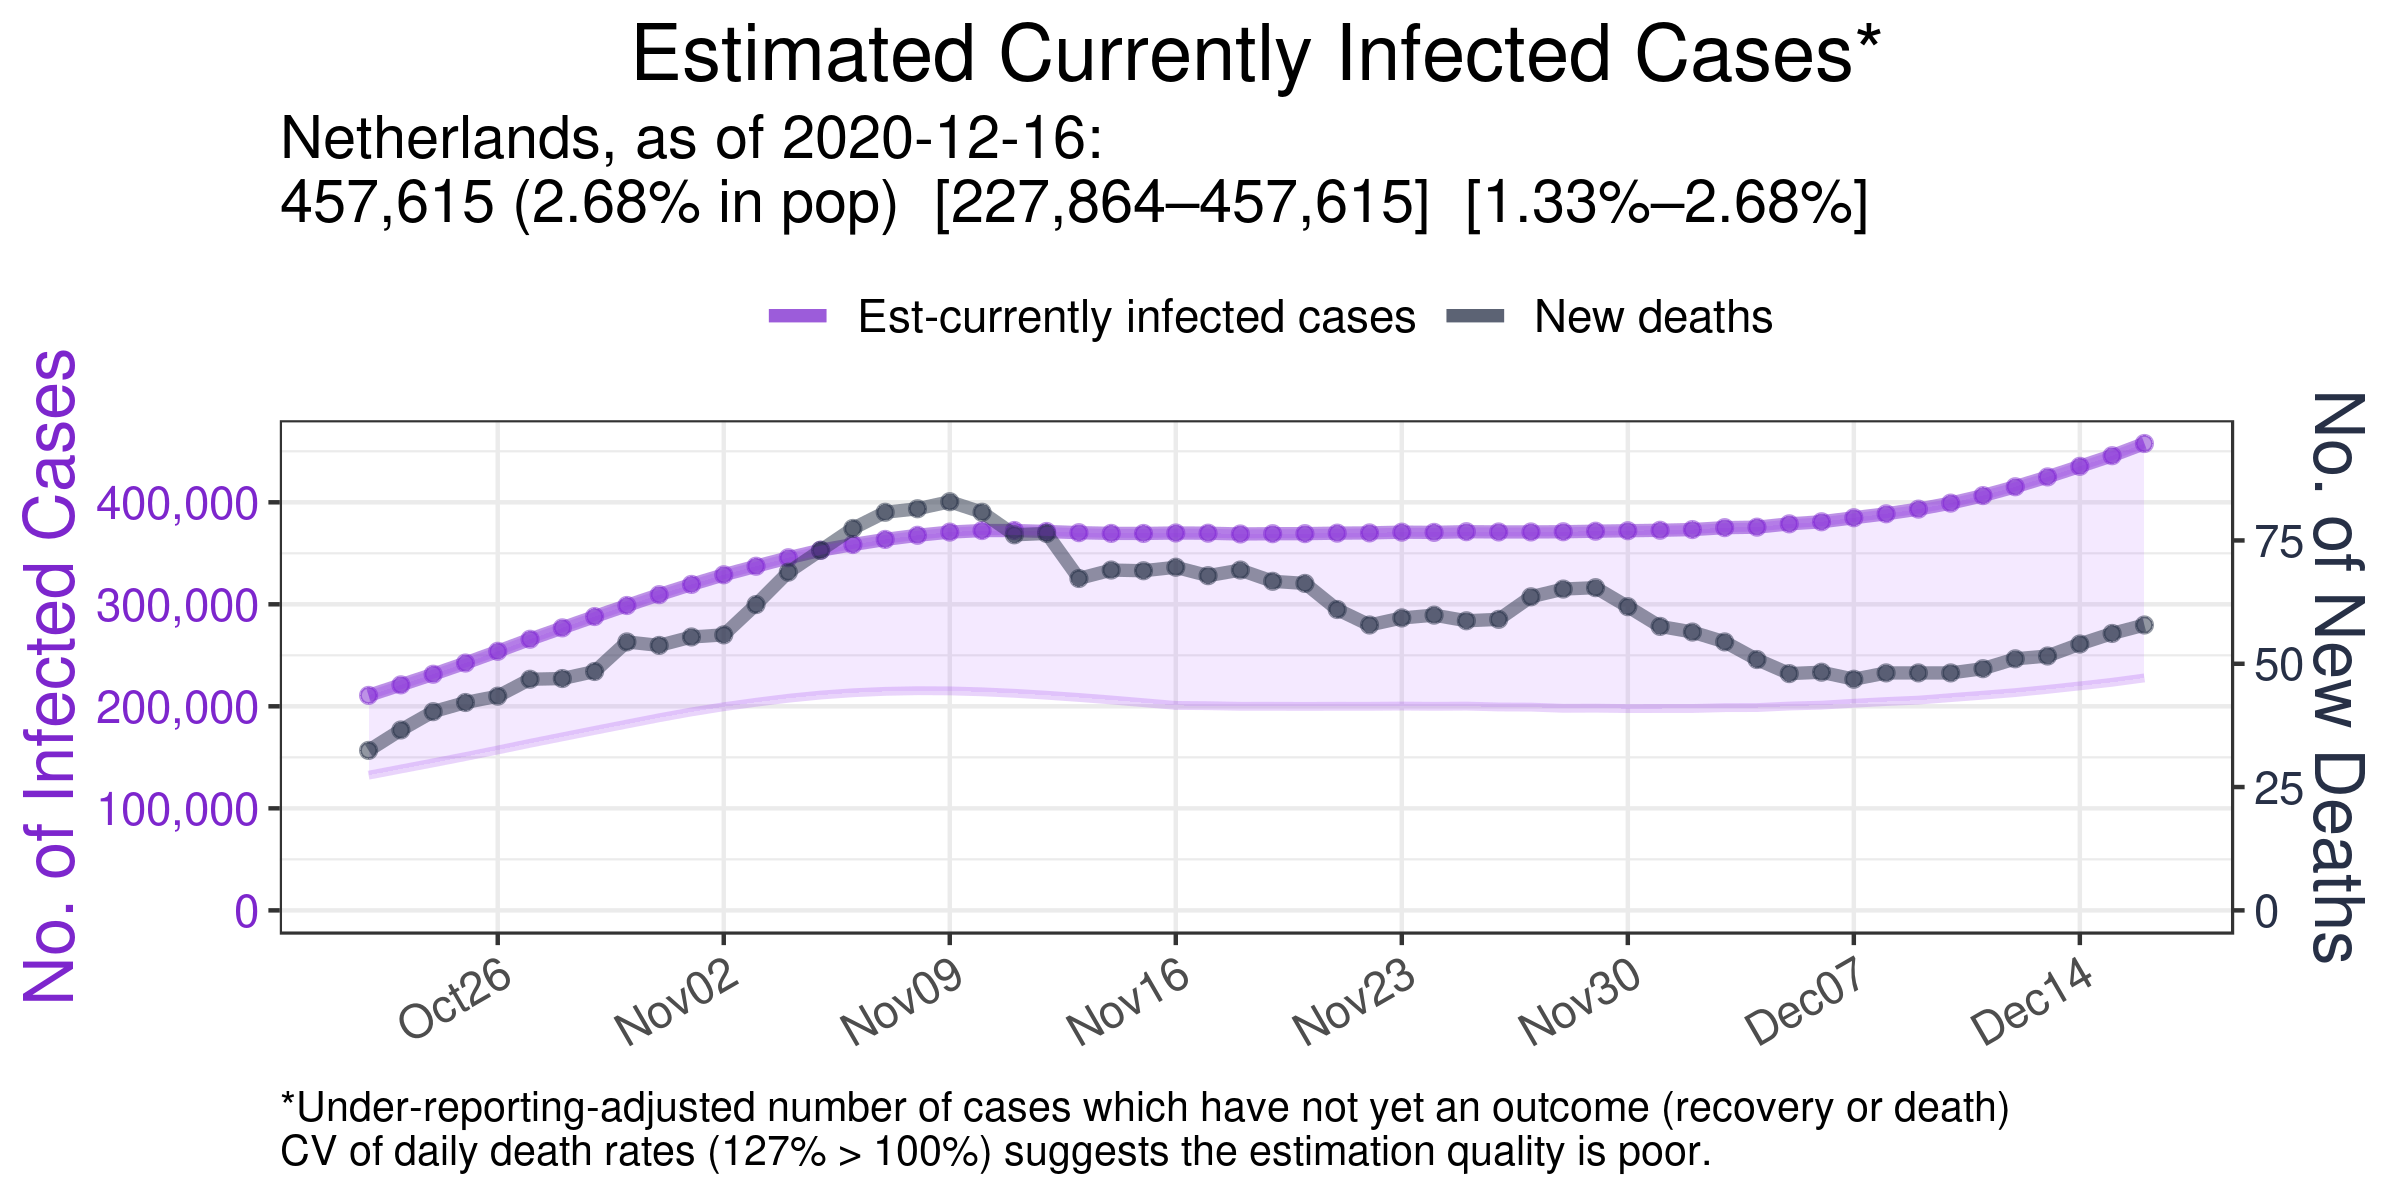 Estimated Currently Infected Cases*
Netherlands, as of 2020-12-16:
457,615 (2.68% in pop)  [227,864–457,615]  [1.33%–2.68%]
Est-currently infected cases
New deaths
No. of Infected Cases
400,000
300,000
200,000
100,000
0
No. of New Deaths
75
50
25
0
Oct26
Nov02
Nov09
Nov16
Nov23
Nov30
Dec07
Dec14
*Under-reporting-adjusted number of cases which have not yet an outcome (recovery or death)
CV of daily death rates (127% > 100%) suggests the estimation quality is poor.